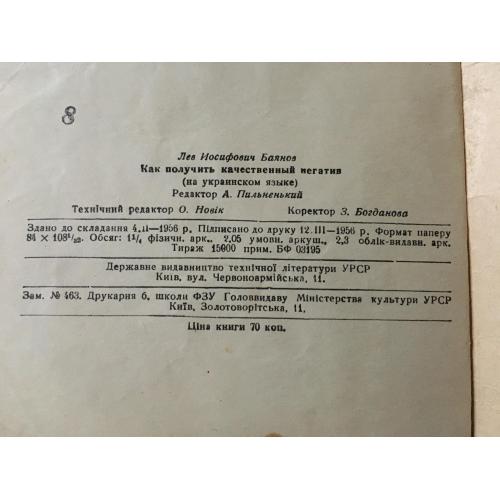 8
Лев Иосифович Баянов
Как получить качественный негатив
(на украинском языке)
Редактор А. Пильненький
Технічний редактор О. Новік Коректор З. Богданова
Здано до складання 4.II—1956 р. Підписано до друку 12.III—1956 р. Формат паперу
84 × 108¹/₃₂. Обсяг: 1¹/₄ фізичн. арк., 2,05 умовн. аркуш., 2,3 облік-видавн. арк.
Тираж 15000 прим. БФ 03195
Державне видавництво технічної літератури УРСР
Київ, вул. Червоноармійська, 11.
Зам. № 463. Друкарня 6. школи ФЗУ Головвидаву Міністерства культури УРСР
Київ, Золотоворітська, 11,
Ціна книги 70 коп.